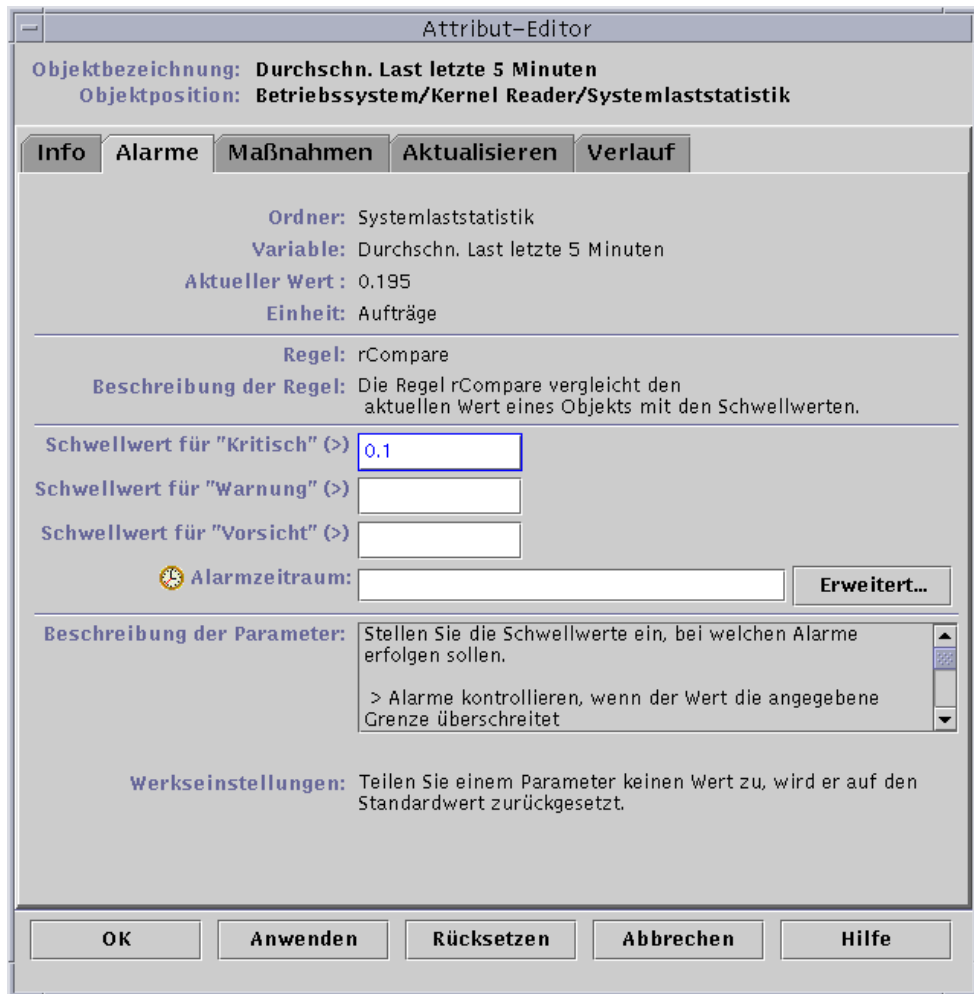 Attribut–Editor
Objektbezeichnung: Durchschn. Last letzte 5 Minuten
Objektposition: Betriebssystem/Kernel Reader/Systemlaststatistik
Info Alarme Maßnahmen Aktualisieren Verlauf
Ordner: Systemlaststatistik
Variable: Durchschn. Last letzte 5 Minuten
Aktueller Wert : 0.195
Einheit: Aufträge
Regel: rCompare
Beschreibung der Regel: Die Regel rCompare vergleicht den
aktuellen Wert eines Objekts mit den Schwellwerten.
Schwellwert für "Kritisch" (>) 0.1
Schwellwert für "Warnung" (>)
Schwellwert für "Vorsicht" (>)
Alarmzeitraum: Erweitert...
Beschreibung der Parameter: Stellen Sie die Schwellwerte ein, bei welchen Alarme
erfolgen sollen.
> Alarme kontrollieren, wenn der Wert die angegebene
Grenze überschreitet
Werkseinstellungen: Teilen Sie einem Parameter keinen Wert zu, wird er auf den
Standardwert zurückgesetzt.
OK Anwenden Rücksetzen Abbrechen Hilfe